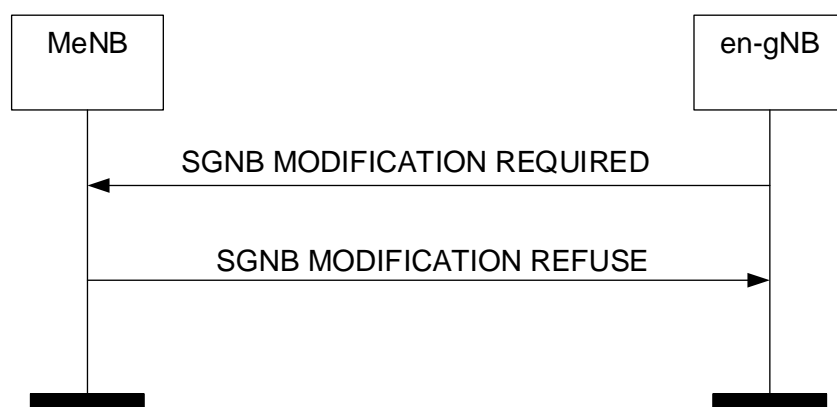 MeNB
en-gNB
SGNB MODIFICATION REQUIRED
SGNB MODIFICATION REFUSE